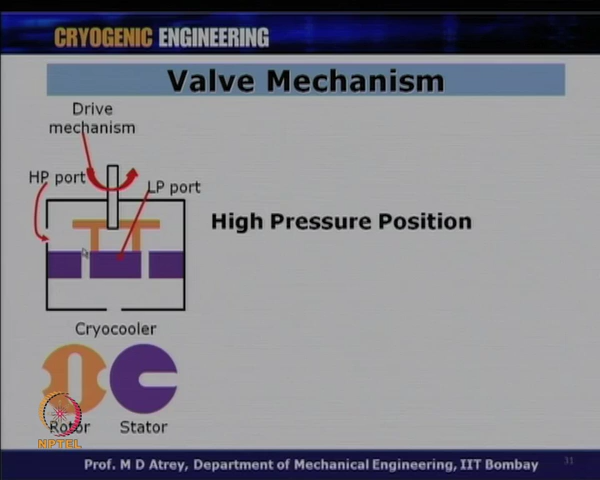 CRYOGENIC ENGINEERING
Valve Mechanism
Drive
mechanism
HP port
LP port
High Pressure Position
Cryocooler
Rotor
Stator
NPTEL
Prof. M D Atrey, Department of Mechanical Engineering, IIT Bombay
31